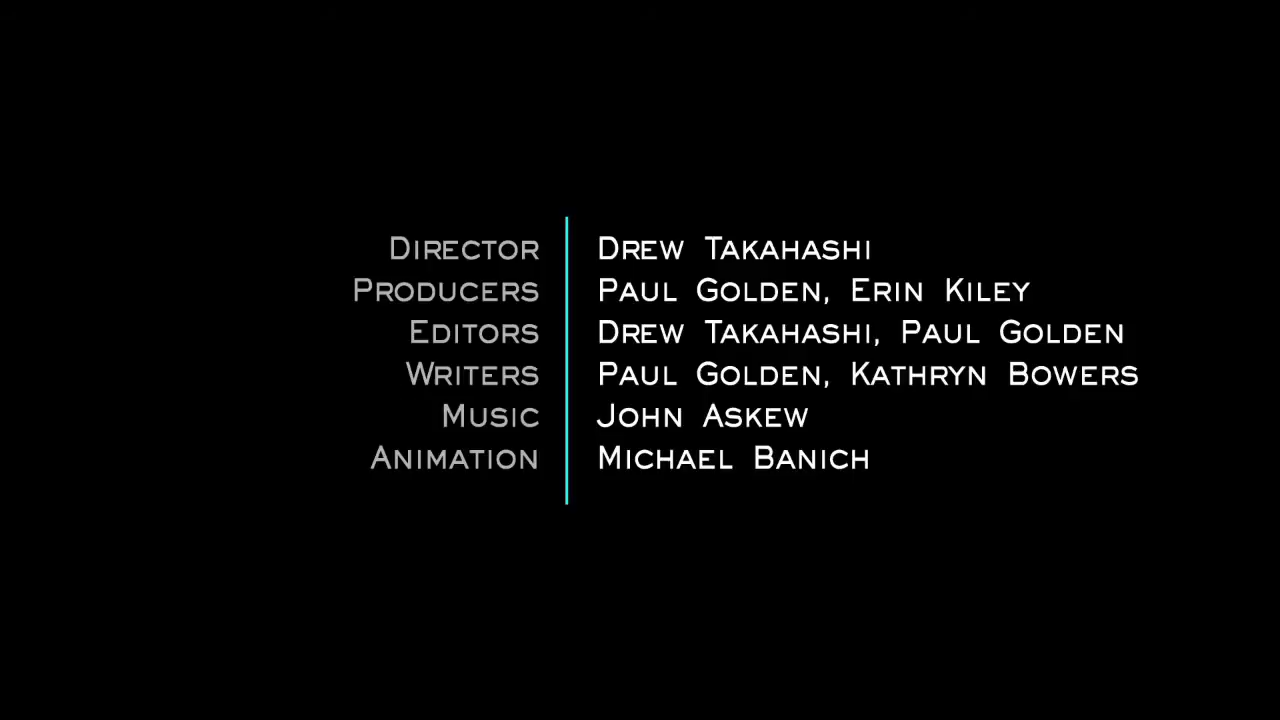 Director Drew Takahashi
Producers Paul Golden, Erin Kiley
Editors Drew Takahashi, Paul Golden
Writers Paul Golden, Kathryn Bowers
Music John Askew
Animation Michael Banich